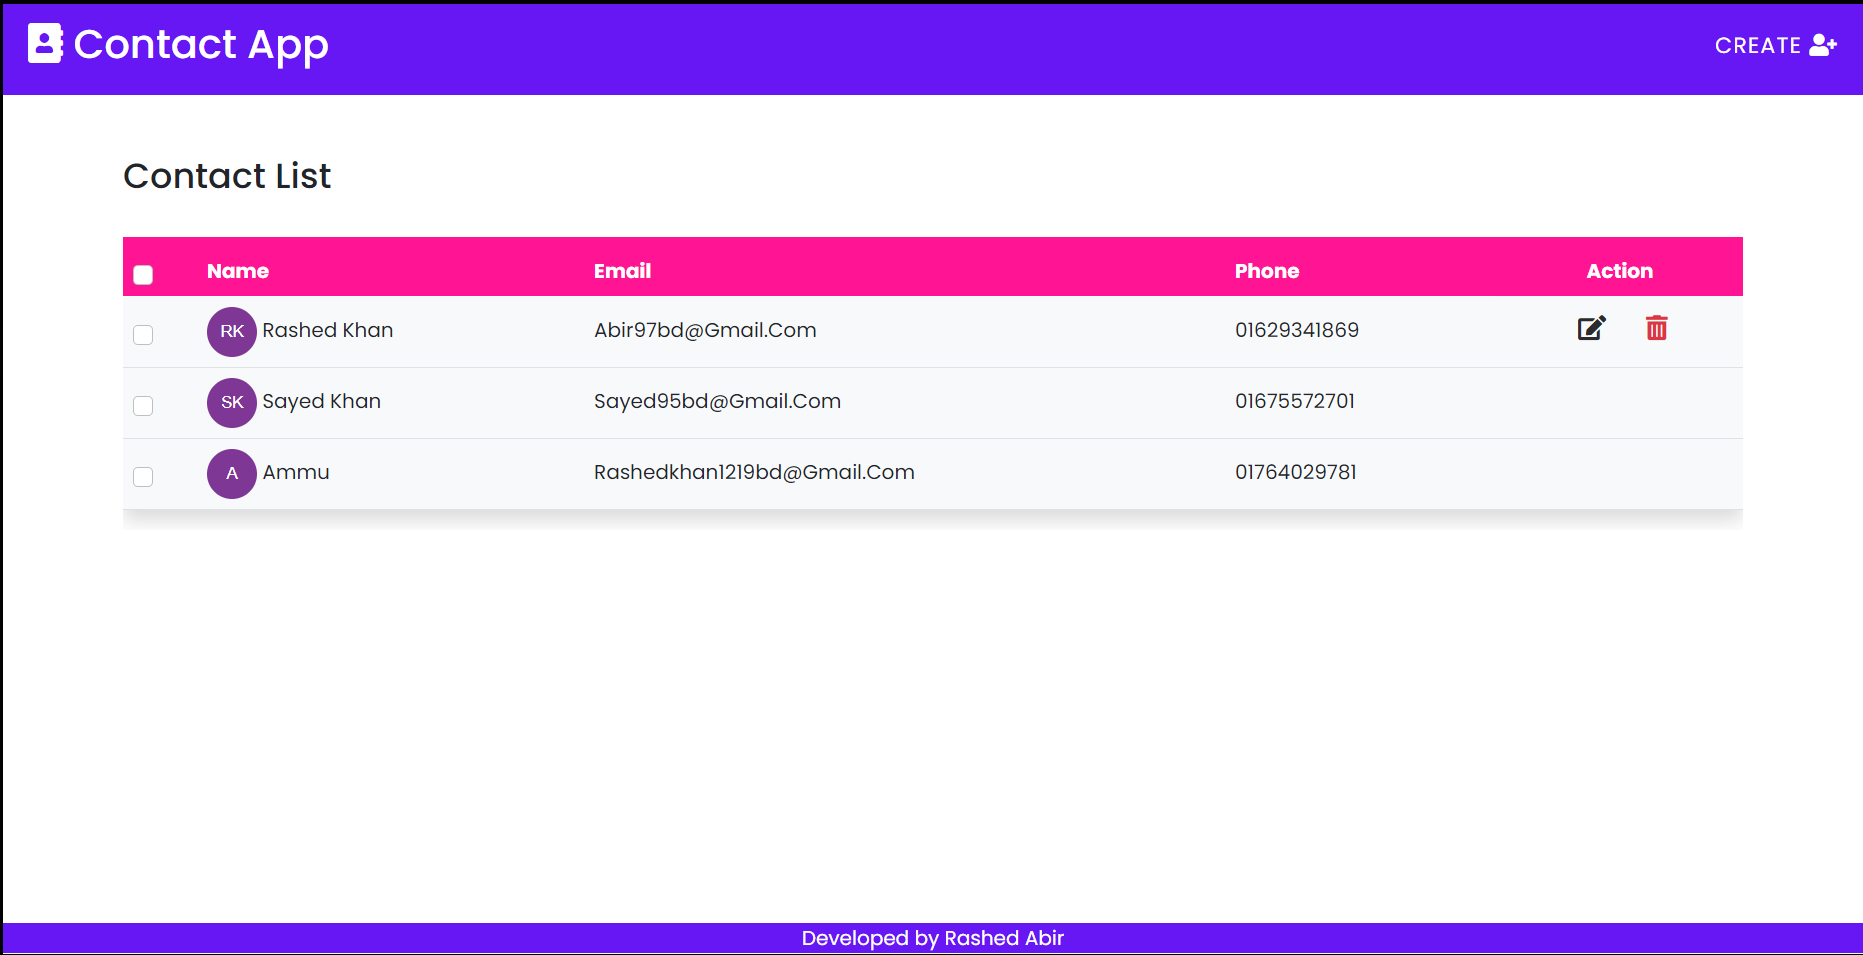 Contact App
CREATE
Contact List
Name Email Phone Action
RK Rashed Khan Abir97bd@Gmail.Com 01629341869
SK Sayed Khan Sayed95bd@Gmail.Com 01675572701
A Ammu Rashedkhan1219bd@Gmail.Com 01764029781
Developed by Rashed Abir